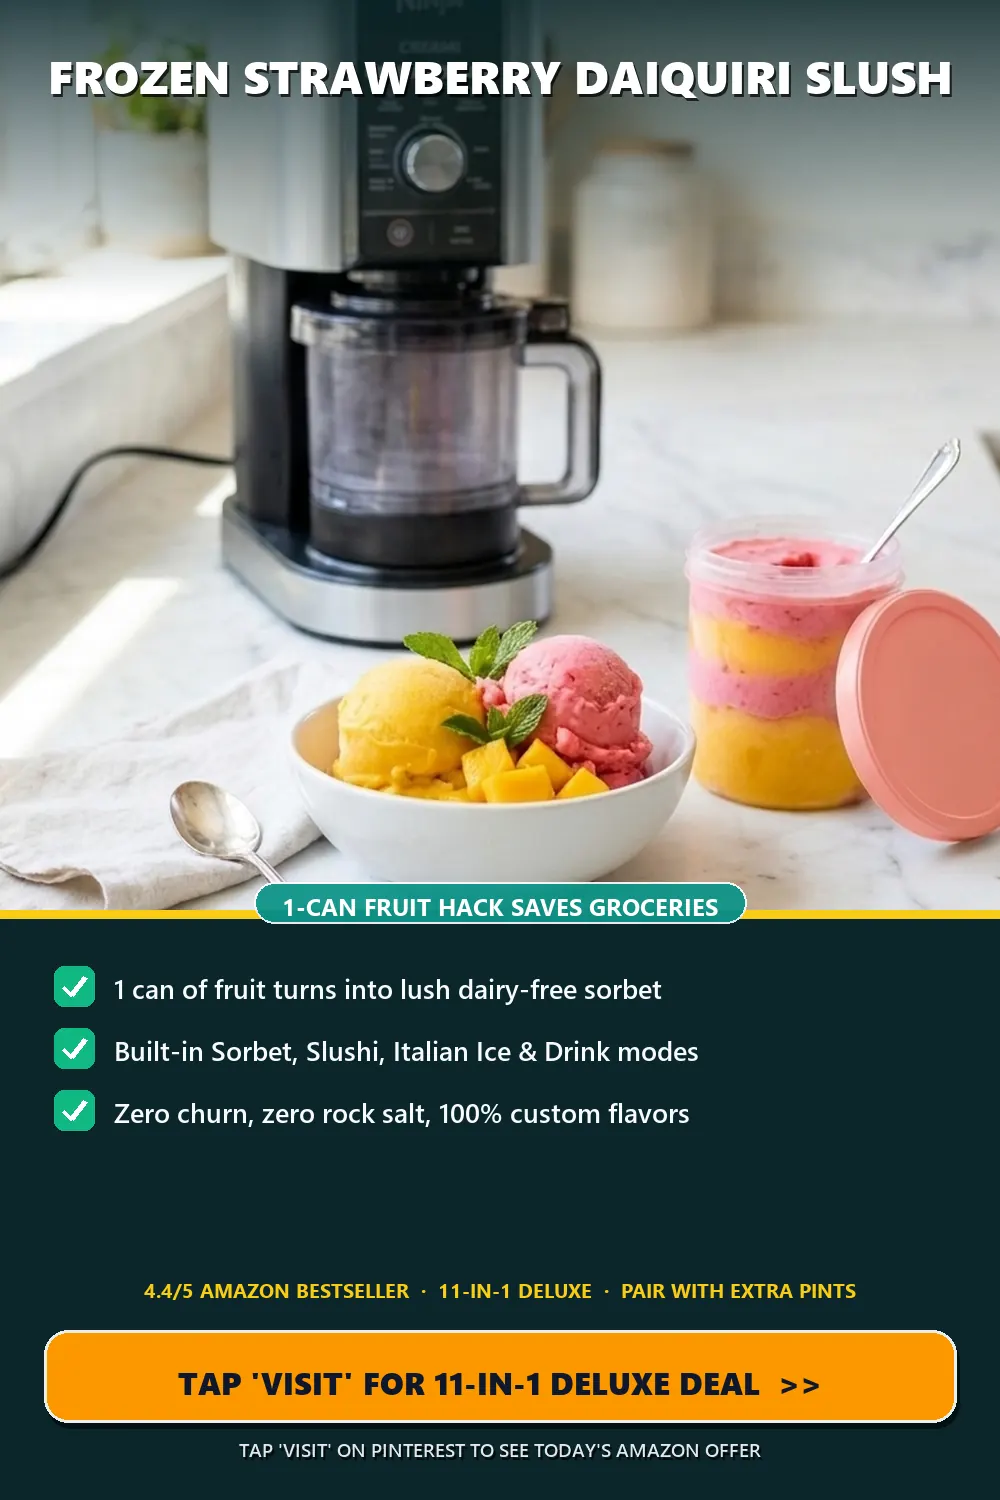 Ninja
CREAMi
FROZEN STRAWBERRY DAIQUIRI SLUSH
1-CAN FRUIT HACK SAVES GROCERIES
1 can of fruit turns into lush dairy-free sorbet
Built-in Sorbet, Slushi, Italian Ice & Drink modes
Zero churn, zero rock salt, 100% custom flavors
4.4/5 AMAZON BESTSELLER · 11-IN-1 DELUXE · PAIR WITH EXTRA PINTS
TAP 'VISIT' FOR 11-IN-1 DELUXE DEAL >>
TAP 'VISIT' ON PINTEREST TO SEE TODAY'S AMAZON OFFER